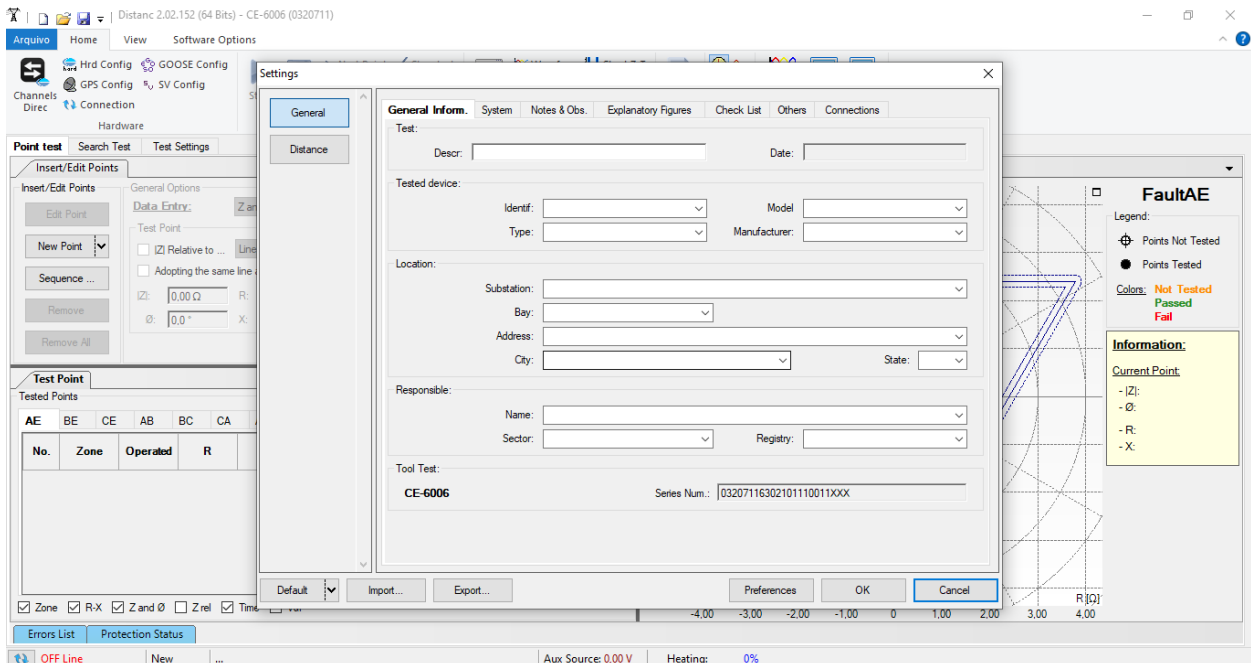 Distanc 2.02.152 (64 Bits) - CE-6006 (0320711)
Arquivo Home View Software Options
Hrd Config GOOSE Config
GPS Config SV Config
Channels
Direc
Connection
Hardware
Point test Search Test Test Settings
Insert/Edit Points
Insert/Edit Points General Options
Edit Point Data Entry:
Test Point
New Point |Z| Relative to ... Line
Adopting the same line
Sequence ...
|Z|: 0,00 Ω R:
Remove
Ø: 0,0 ° X:
Remove All
Test Point
Tested Points
AE BE CE AB BC CA
No. Zone Operated R
Zone R-X Z and Ø Z rel Time
Errors List Protection Status
OFF Line New ... Aux Source: 0.00 V Heating: 0%
Settings
General
Distance
General Inform. System Notes & Obs. Explanatory Figures Check List Others Connections
Test:
Descr: Date:
Tested device:
Identif: Model
Type: Manufacturer:
Location:
Substation:
Bay:
Address:
City: State:
Responsible:
Name:
Sector: Registry:
Tool Test:
CE-6006 Series Num.: 03207116302101110011XXX
Default Import... Export... Preferences OK Cancel
R [Ω]
-4,00 -3,00 -2,00 -1,00 0 1,00 2,00 3,00 4,00
FaultAE
Legend:
Points Not Tested
Points Tested
Colors: Not Tested
Passed
Fail
Information:
Current Point:
- |Z|:
- Ø:
- R:
- X: